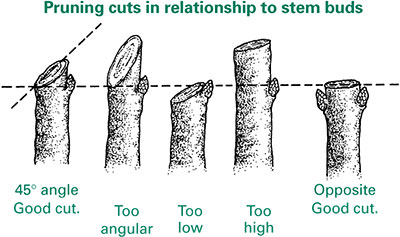 Pruning cuts in relationship to stem buds
45° angle
Good cut.
Too
angular
Too
low
Too
high
Opposite
Good cut.